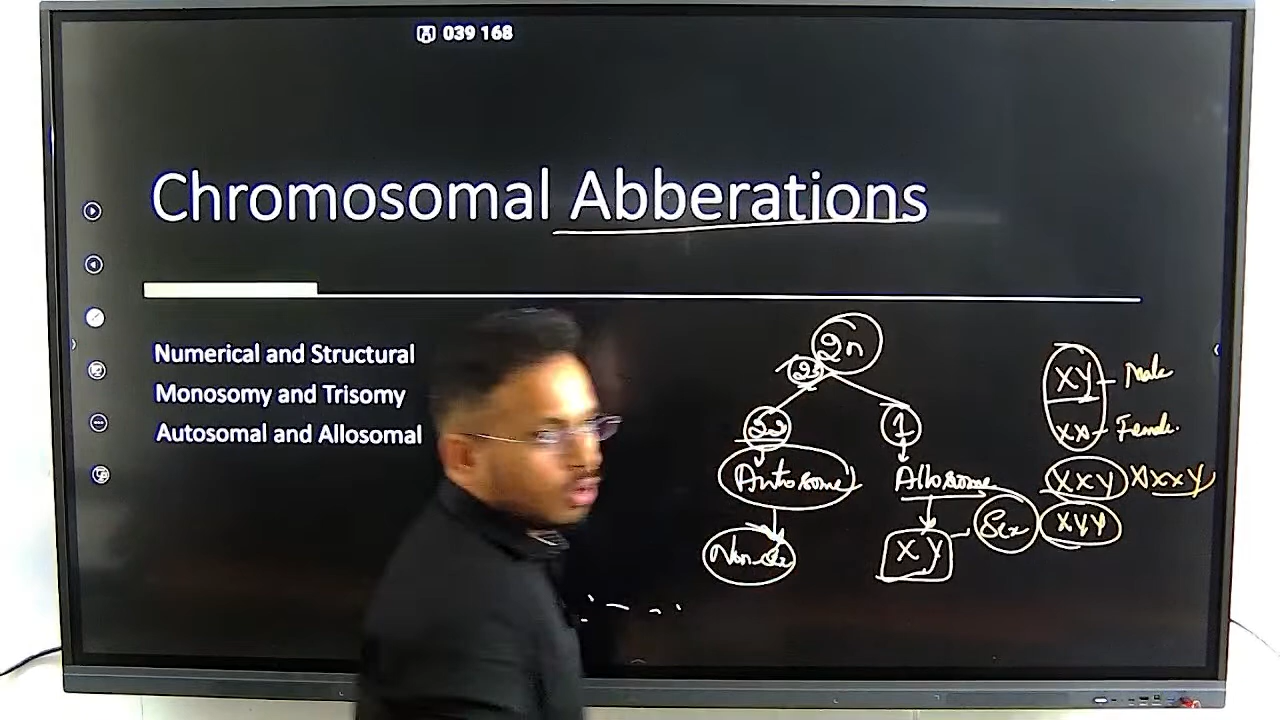 039 168
Chromosomal Abberations
Numerical and Structural
Monosomy and Trisomy
Autosomal and Allosomal
2n
22
1
Autosome
Allosome
XY
Sex
XY - Male
XX - Female
XXY XXXY
XYY